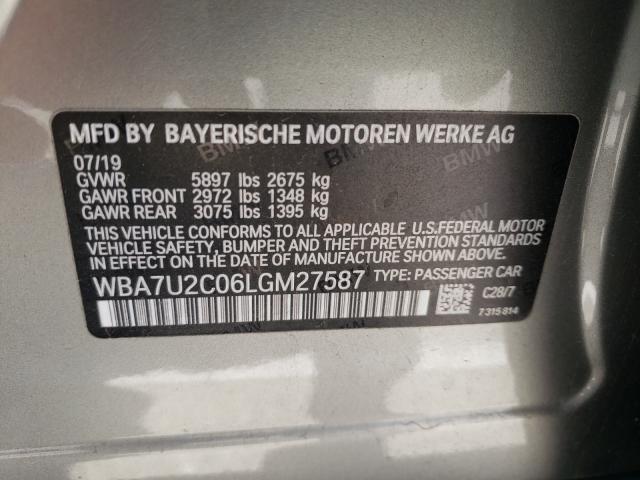 MFD BY BAYERISCHE MOTOREN WERKE AG
07/19
GVWR 5897 lbs 2675 kg
GAWR FRONT 2972 lbs 1348 kg
GAWR REAR 3075 lbs 1395 kg
THIS VEHICLE CONFORMS TO ALL APPLICABLE U.S.FEDERAL MOTOR
VEHICLE SAFETY, BUMPER AND THEFT PREVENTION STANDARDS
IN EFFECT ON THE DATE OF MANUFACTURE SHOWN ABOVE.
WBA7U2C06LGM27587 TYPE: PASSENGER CAR
C28/7
7 315 814
BMW
BMW
BMW